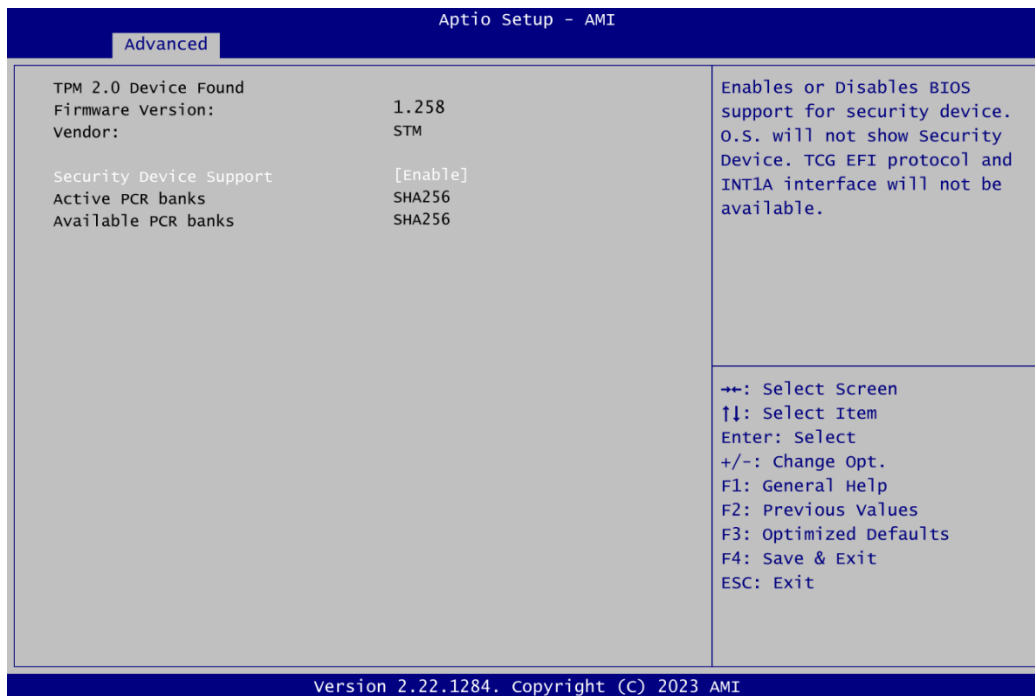 Aptio Setup - AMI
Advanced
TPM 2.0 Device Found
Firmware Version: 1.258
Vendor: STM
Security Device Support [Enable]
Active PCR banks SHA256
Available PCR banks SHA256
Enables or Disables BIOS
support for security device.
O.S. will not show Security
Device. TCG EFI protocol and
INT1A interface will not be
available.
→←: Select Screen
↑↓: Select Item
Enter: Select
+/-: Change Opt.
F1: General Help
F2: Previous Values
F3: Optimized Defaults
F4: Save & Exit
ESC: Exit
Version 2.22.1284. Copyright (C) 2023 AMI